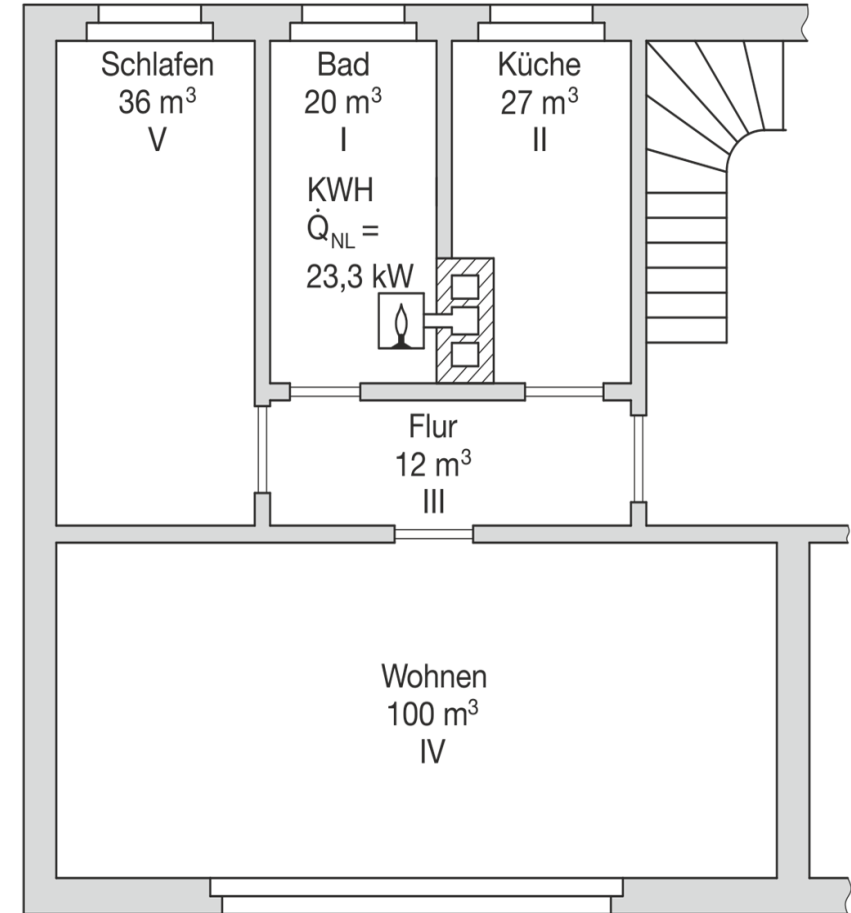 Schlafen
36 m³
V
Bad
20 m³
I
KWH
Q̇NL =
23,3 kW
Küche
27 m³
II
Flur
12 m³
III
Wohnen
100 m³
IV